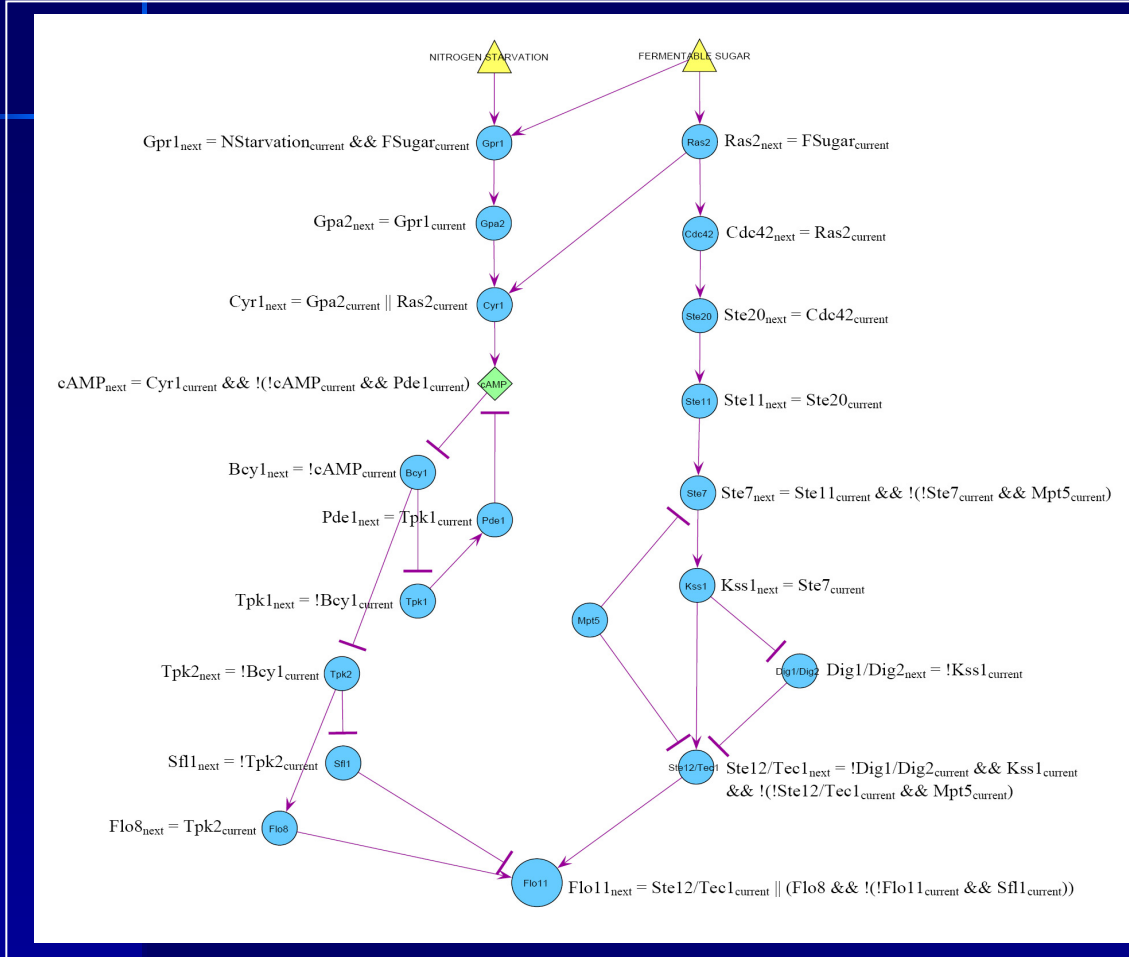 NITROGEN STARVATION
FERMENTABLE SUGAR
Gpr1next = NStarvationcurrent && FSugarcurrent
Gpr1
Ras2
Ras2next = FSugarcurrent
Gpa2next = Gpr1current
Gpa2
Cdc42
Cdc42next = Ras2current
Cyr1next = Gpa2current || Ras2current
Cyr1
Ste20
Ste20next = Cdc42current
cAMPnext = Cyr1current && !(!cAMPcurrent && Pde1current)
cAMP
Ste11
Ste11next = Ste20current
Bcy1next = !cAMPcurrent
Bcy1
Ste7
Ste7next = Ste11current && !(!Ste7current && Mpt5current)
Pde1next = Tpk1current
Pde1
Tpk1next = !Bcy1current
Tpk1
Kss1
Kss1next = Ste7current
Mpt5
Tpk2next = !Bcy1current
Tpk2
Dig1/Dig2
Dig1/Dig2next = !Kss1current
Sfl1next = !Tpk2current
Sfl1
Ste12/Tec1
Ste12/Tec1next = !Dig1/Dig2current && Kss1current
&& !(!Ste12/Tec1current && Mpt5current)
Flo8next = Tpk2current
Flo8
Flo11
Flo11next = Ste12/Tec1current || (Flo8 && !(!Flo11current && Sfl1current))